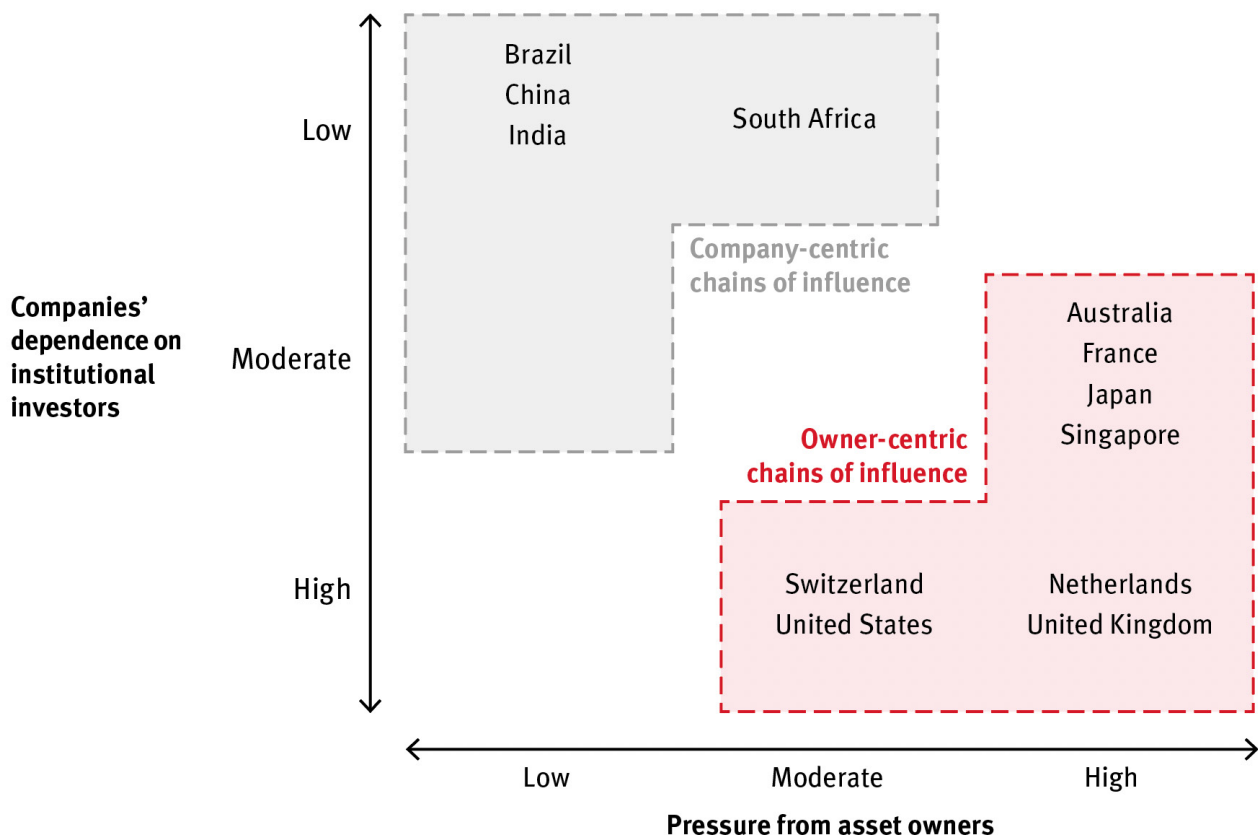 Brazil
China
India
South Africa
Low
Company-centric
chains of influence
Companies’
dependence on
institutional
investors
Moderate
Australia
France
Japan
Singapore
Owner-centric
chains of influence
High
Switzerland
United States
Netherlands
United Kingdom
Low
Moderate
High
Pressure from asset owners